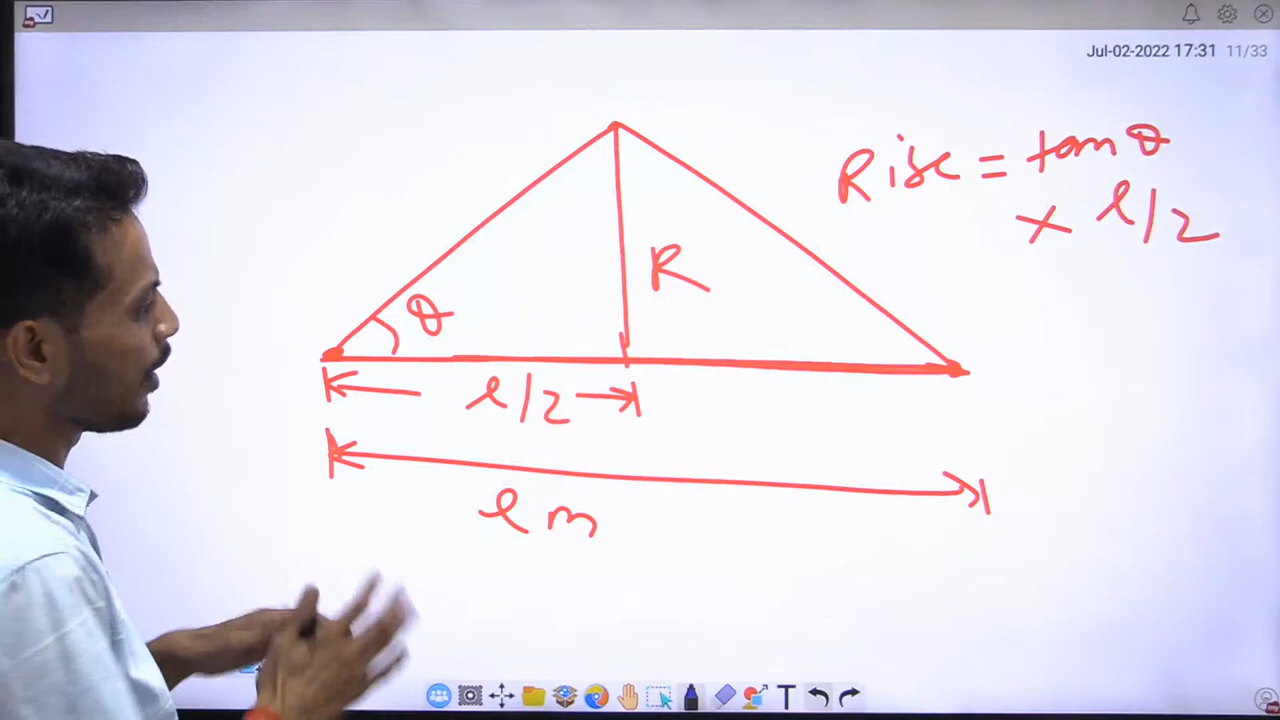 Jul-02-2022 17:31 11/33
Rise = tan θ
× l/2
R
θ
l/2
l m
T